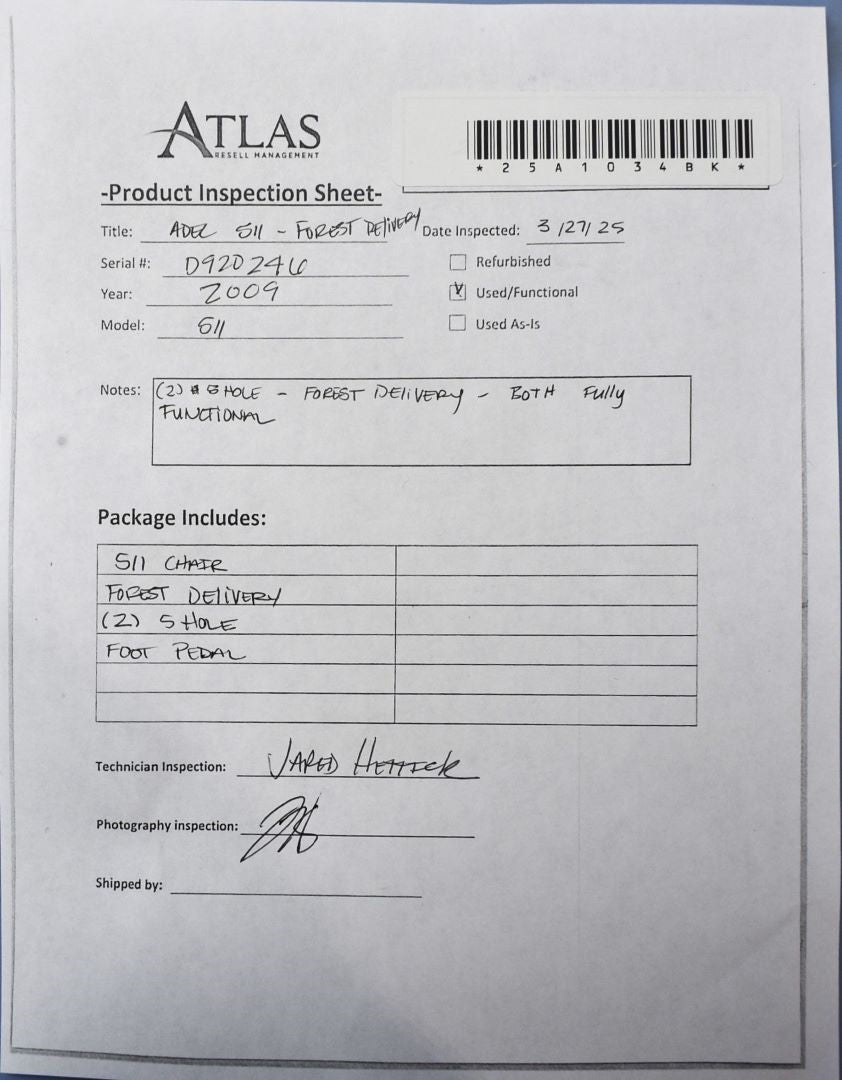 ATLAS
RESELL MANAGEMENT
* 2 5 A 1 0 3 4 B K *
-Product Inspection Sheet-
Title: ADEC 511 - FOREST DELIVERY Date Inspected: 3/27/25
Serial #: D920246 Refurbished
Year: 2009 Used/Functional
Model: 511 Used As-Is
Notes: (2) 5 HOLE - FOREST DELIVERY - BOTH Fully
FUNCTIONAL
Package Includes:
511 CHAIR
FOREST DELIVERY
(2) 5 HOLE
FOOT PEDAL
Technician Inspection: JARED HETTICK
Photography inspection:
Shipped by: